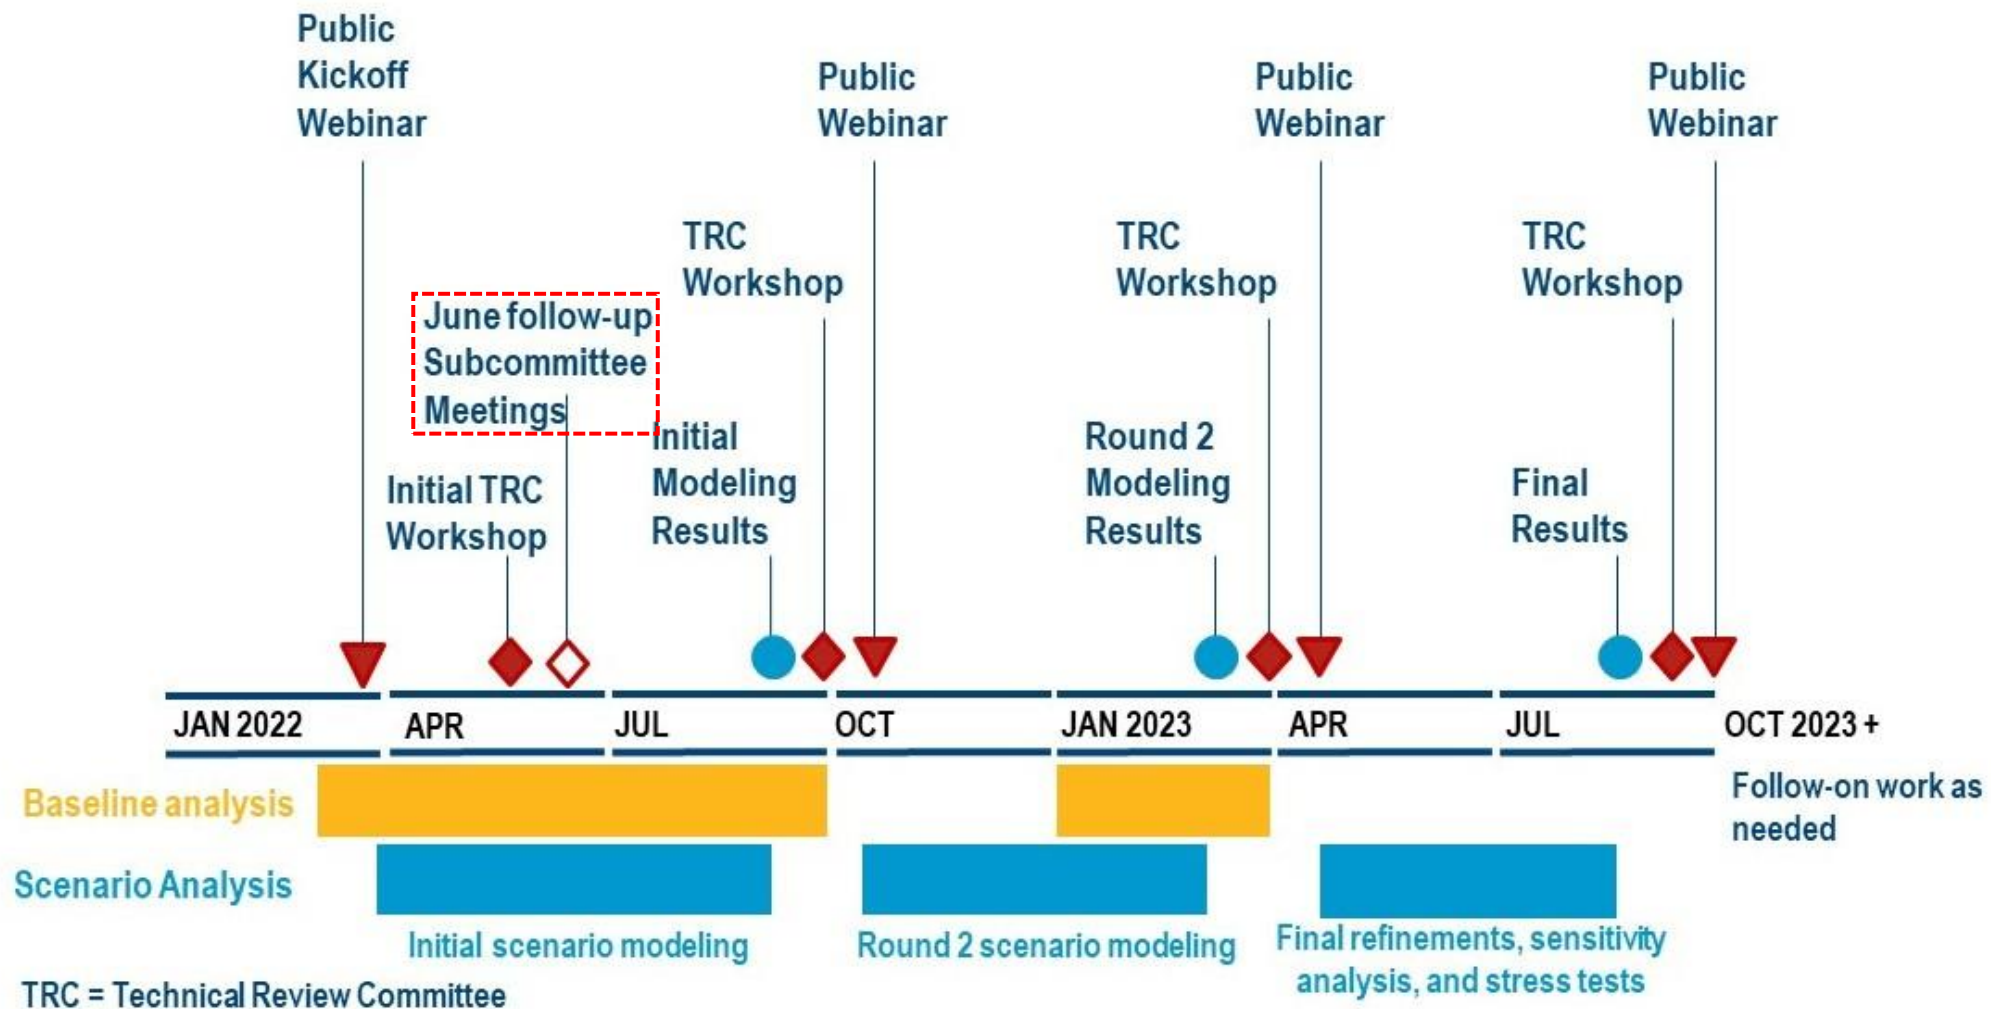 Public
Kickoff
Webinar
Public
Webinar
Public
Webinar
Public
Webinar
TRC
Workshop
TRC
Workshop
TRC
Workshop
June follow-up
Subcommittee
Meetings
Initial
Modeling
Results
Round 2
Modeling
Results
Final
Results
Initial TRC
Workshop
JAN 2022
APR
JUL
OCT
JAN 2023
APR
JUL
OCT 2023 +
Baseline analysis
Follow-on work as
needed
Scenario Analysis
Initial scenario modeling
Round 2 scenario modeling
Final refinements, sensitivity
analysis, and stress tests
TRC = Technical Review Committee